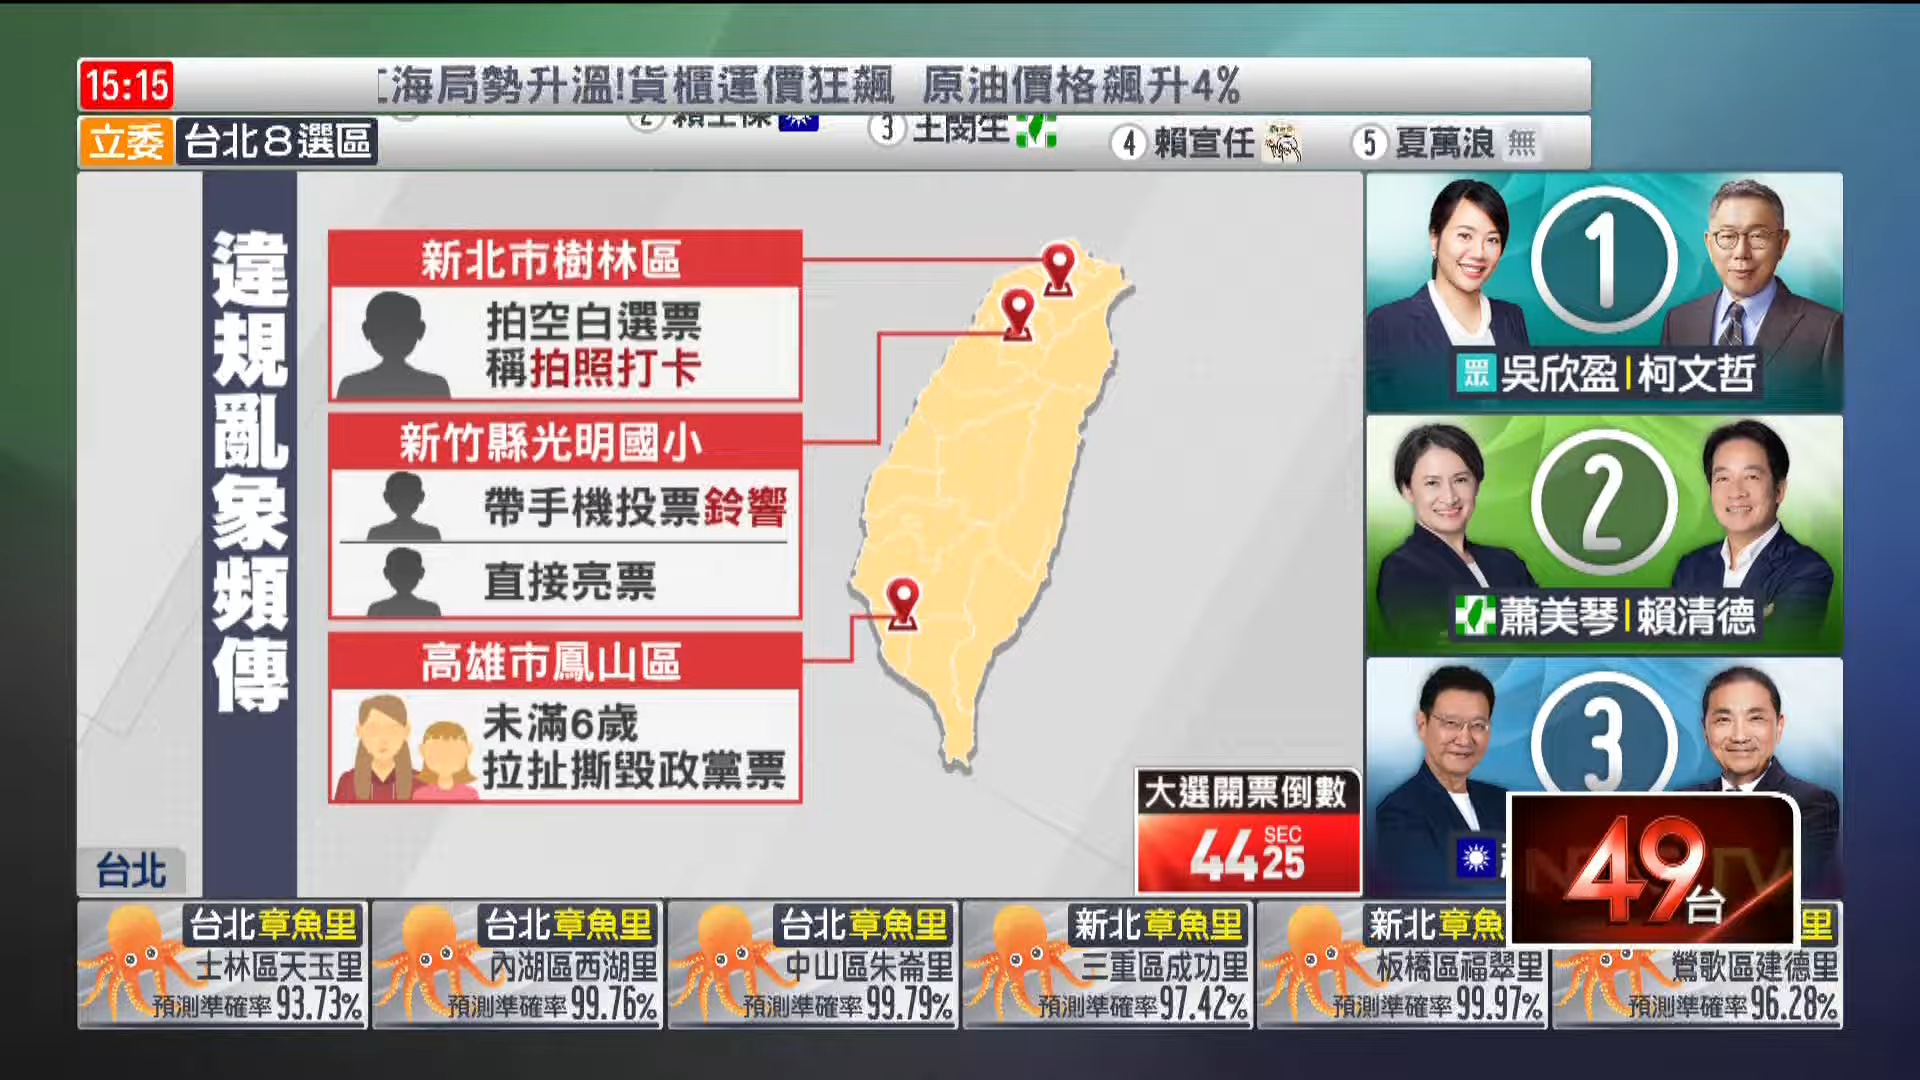 15:15
海局勢升溫!貨櫃運價狂飆 原油價格飆升4%
立委 台北8選區
3 王閔生 4 賴宣任 5 夏萬浪 無
違規亂象頻傳
新北市樹林區
拍空白選票
稱拍照打卡
新竹縣光明國小
帶手機投票鈴響
直接亮票
高雄市鳳山區
未滿6歲
拉扯撕毀政黨票
台北
大選開票倒數
44 SEC 25
1
眾 吳欣盈|柯文哲
2
蕭美琴|賴清德
3
49台
台北章魚里
士林區天玉里
預測準確率93.73%
台北章魚里
內湖區西湖里
預測準確率99.76%
台北章魚里
中山區朱崙里
預測準確率99.79%
新北章魚里
三重區成功里
預測準確率97.42%
新北章魚
板橋區福翠里
預測準確率99.97%
里
鶯歌區建德里
預測準確率96.28%